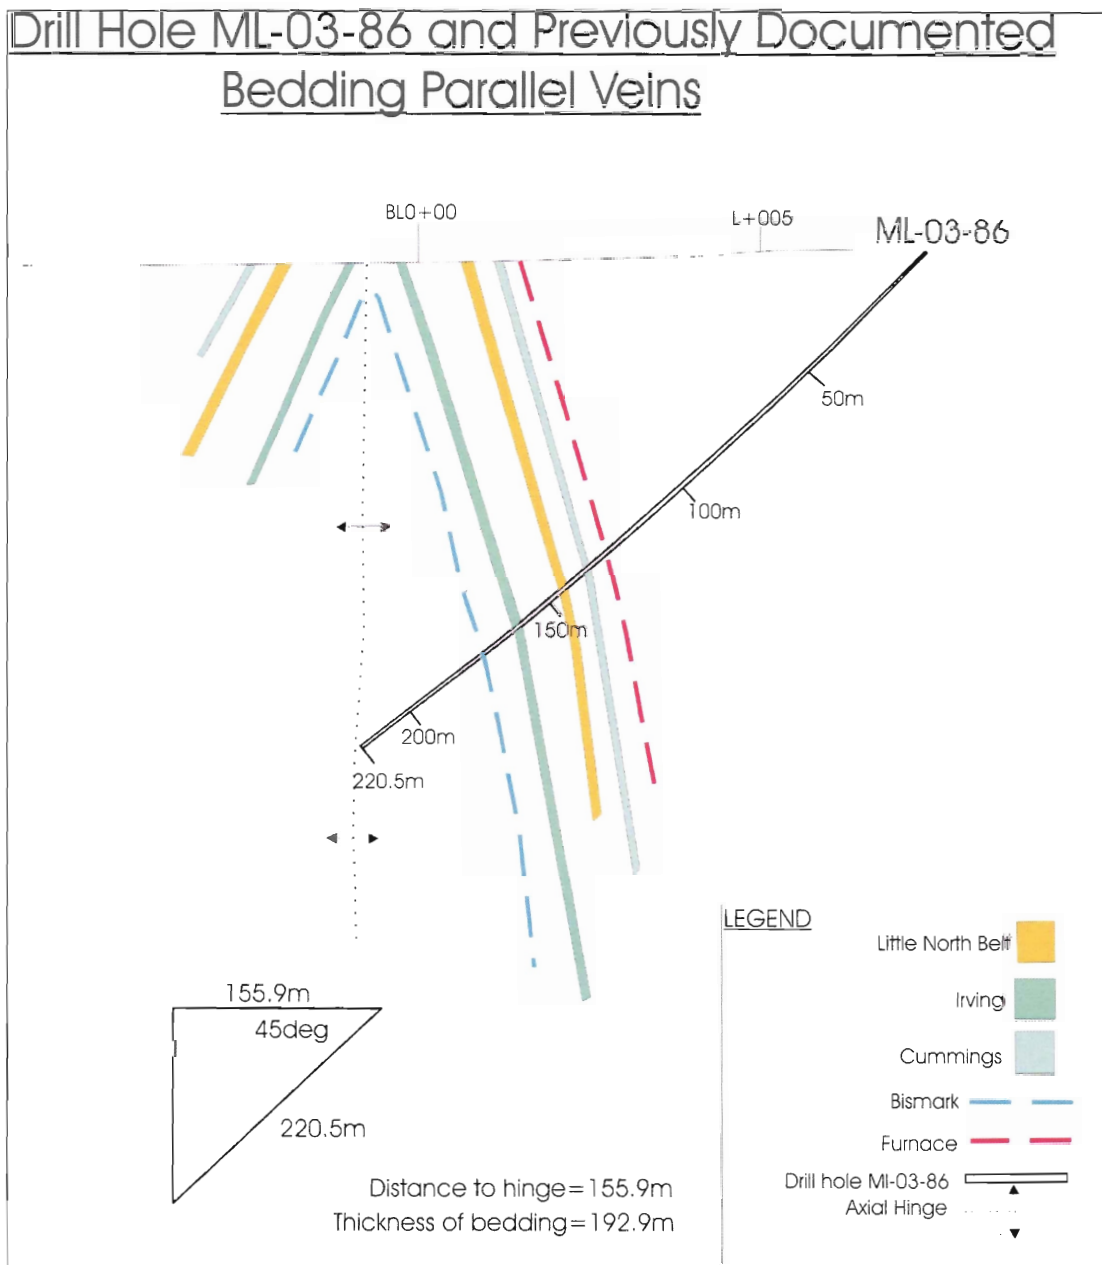 Drill Hole ML-03-86 and Previously Documented
Bedding Parallel Veins
BL0+00
L+005
ML-03-86
50m
100m
150m
200m
220.5m
155.9m
45deg
220.5m
Distance to hinge=155.9m
Thickness of bedding=192.9m
LEGEND
Little North Belt
Irving
Cummings
Bismark
Furnace
Drill hole Ml-03-86
Axial Hinge